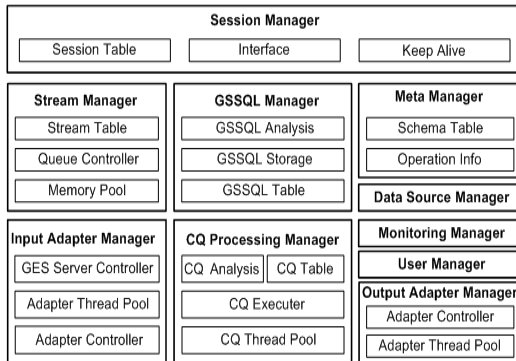 Session Manager
Session Table
Interface
Keep Alive
Stream Manager
Stream Table
Queue Controller
Memory Pool
GSSQL Manager
GSSQL Analysis
GSSQL Storage
GSSQL Table
Meta Manager
Schema Table
Operation Info
Data Source Manager
Input Adapter Manager
GES Server Controller
Adapter Thread Pool
Adapter Controller
CQ Processing Manager
CQ Analysis
CQ Table
CQ Executer
CQ Thread Pool
Monitoring Manager
User Manager
Output Adapter Manager
Adapter Controller
Adapter Thread Pool